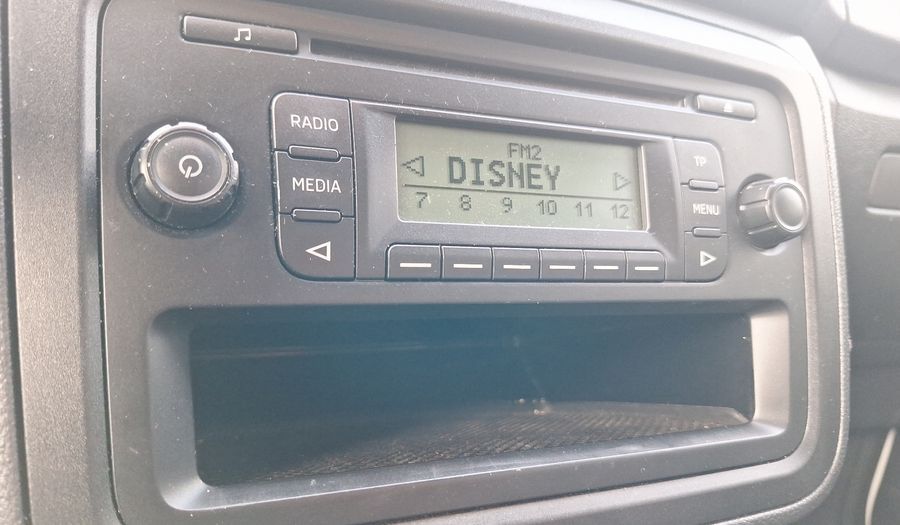 RADIO
MEDIA
FM2
DISNEY
7 8 9 10 11 12
TP
MENU